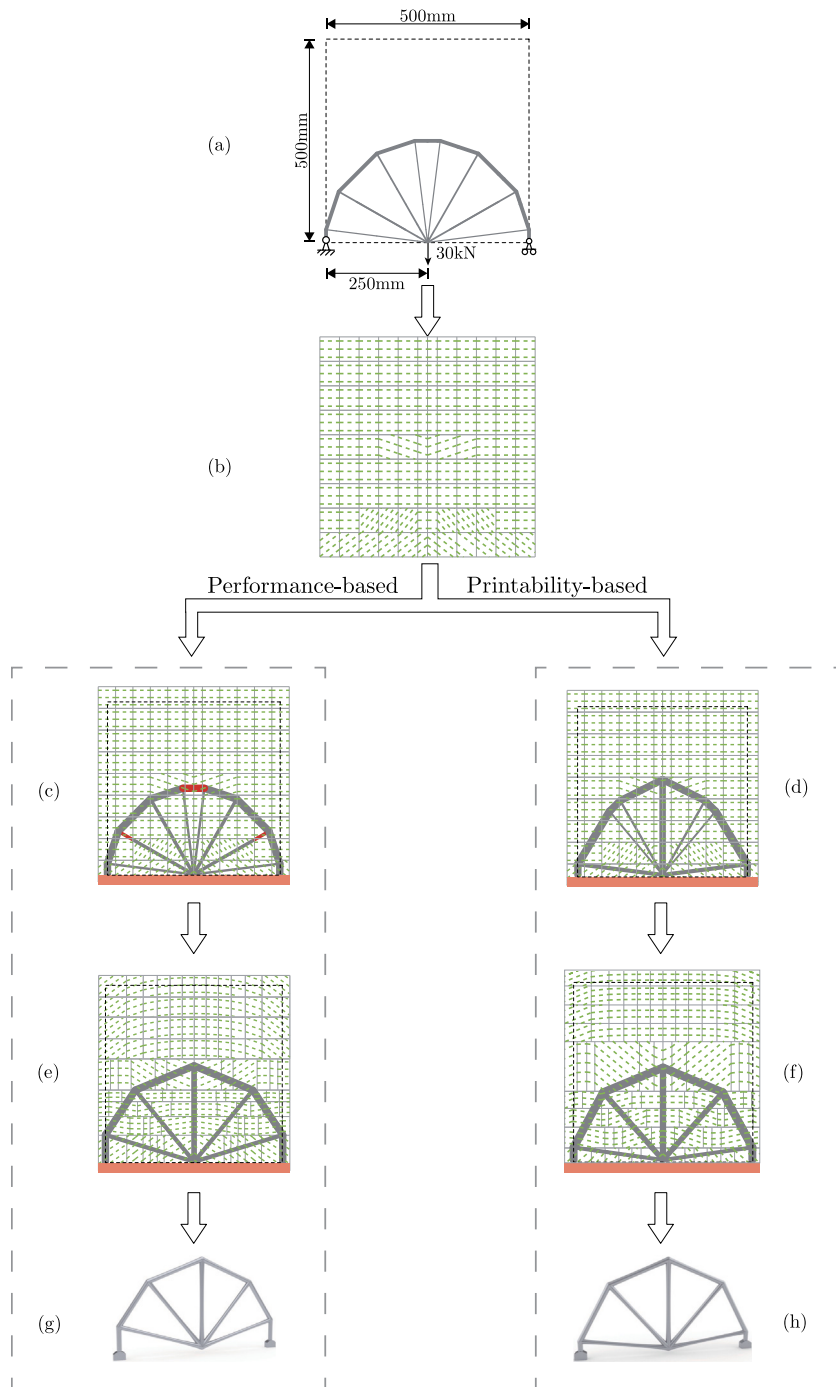 500mm
500mm
(a)
30kN
250mm
(b)
Performance-based
Printability-based
(c)
(d)
(e)
(f)
(g)
(h)